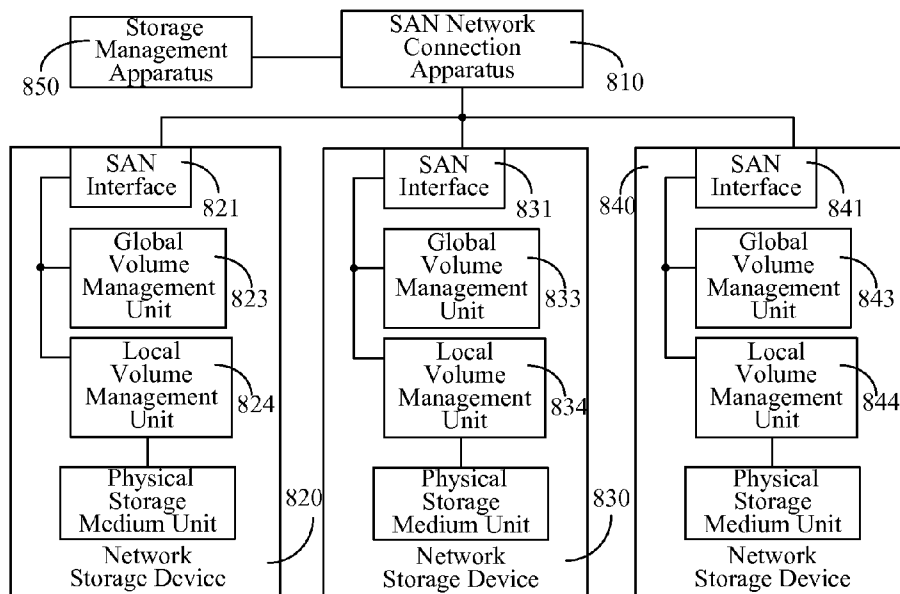 Storage
Management
Apparatus
850
SAN Network
Connection
Apparatus
810
SAN
Interface
821
Global
Volume
Management
Unit
823
Local
Volume
Management
Unit
824
Physical
Storage
Medium Unit
820
Network
Storage Device
SAN
Interface
831
Global
Volume
Management
Unit
833
Local
Volume
Management
Unit
834
Physical
Storage
Medium Unit
830
Network
Storage Device
840
SAN
Interface
841
Global
Volume
Management
Unit
843
Local
Volume
Management
Unit
844
Physical
Storage
Medium Unit
Network
Storage Device